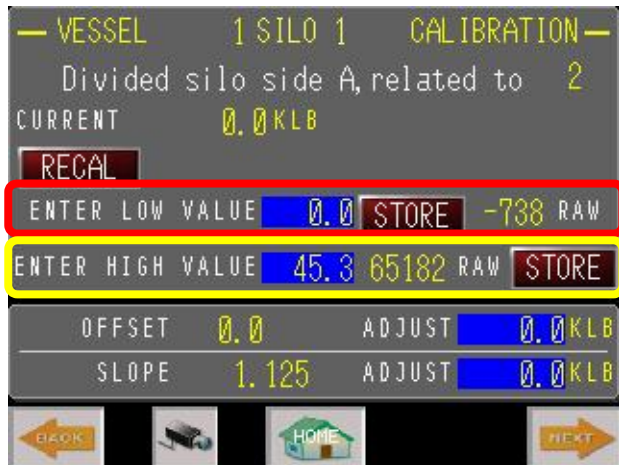 VESSEL 1 SILO 1 CALIBRATION
Divided silo side A, related to 2
CURRENT 0.0 KLB
RECAL
ENTER LOW VALUE 0.0 STORE -738 RAW
ENTER HIGH VALUE 45.3 65182 RAW STORE
OFFSET 0.0 ADJUST 0.0 KLB
SLOPE 1.125 ADJUST 0.0 KLB
BACK HOME NEXT